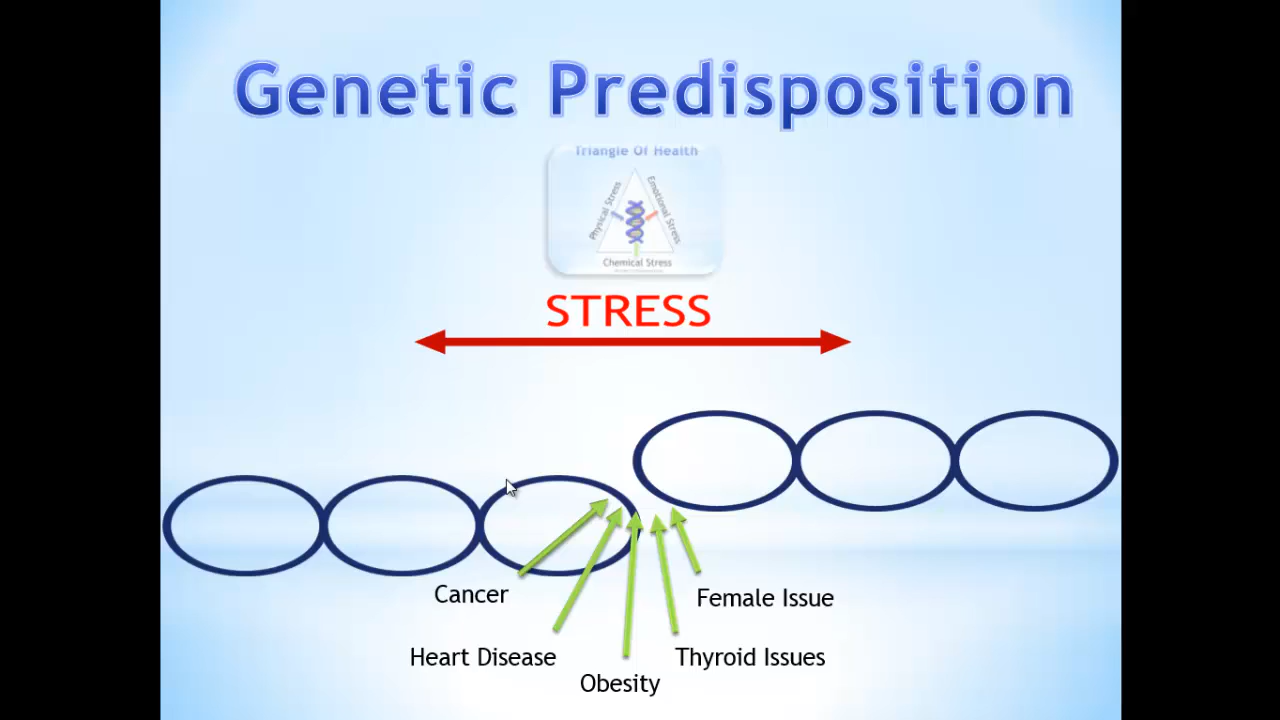 Genetic Predisposition
Triangle Of Health
Physical Stress
Emotional Stress
Chemical Stress
STRESS
Cancer
Female Issue
Heart Disease
Thyroid Issues
Obesity